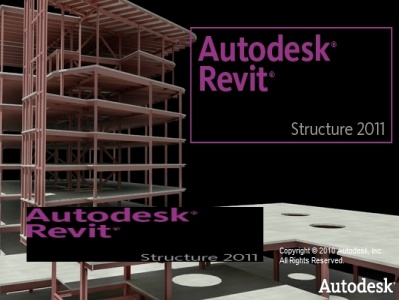 Autodesk®
Revit®
Structure 2011
Autodesk®
Revit®
Structure 2011
Copyright © 2010 Autodesk, Inc.
All Rights Reserved.
Autodesk®